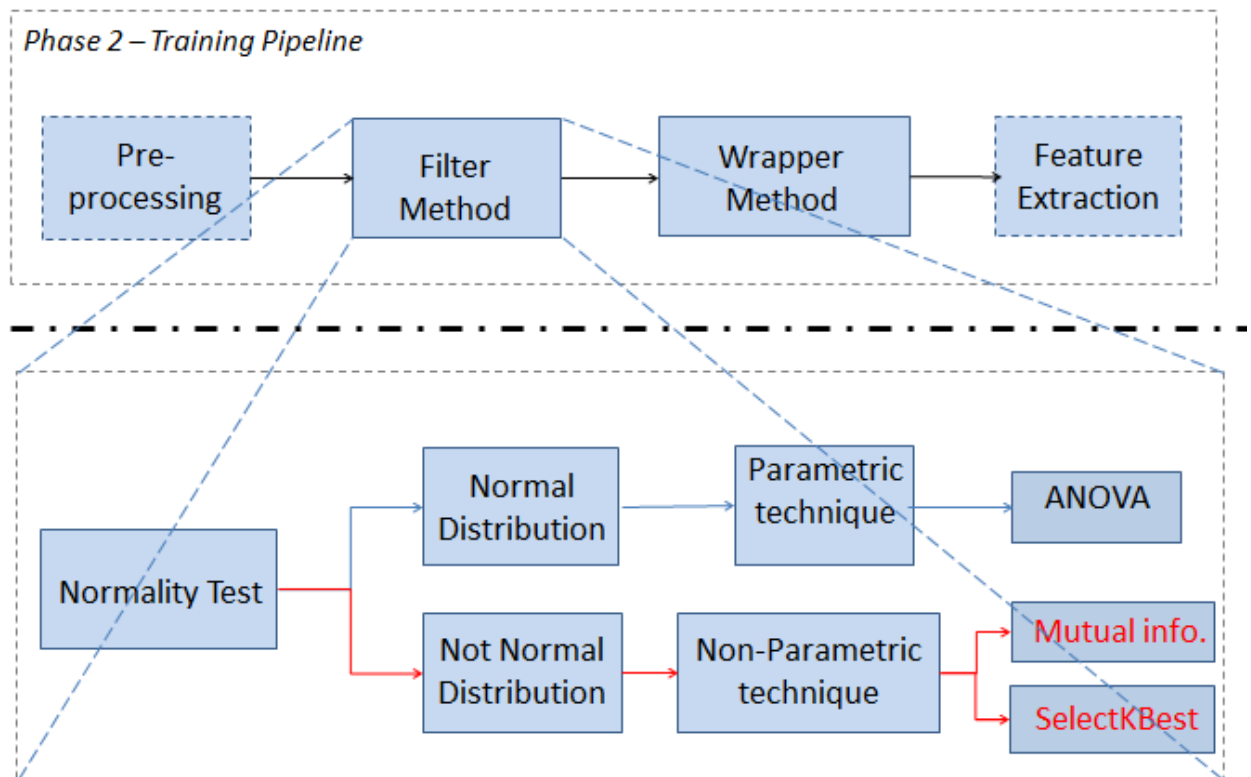 Phase 2 – Training Pipeline
Pre-
processing
Filter
Method
Wrapper
Method
Feature
Extraction
Normality Test
Normal
Distribution
Parametric
technique
ANOVA
Not Normal
Distribution
Non-Parametric
technique
Mutual info.
SelectKBest